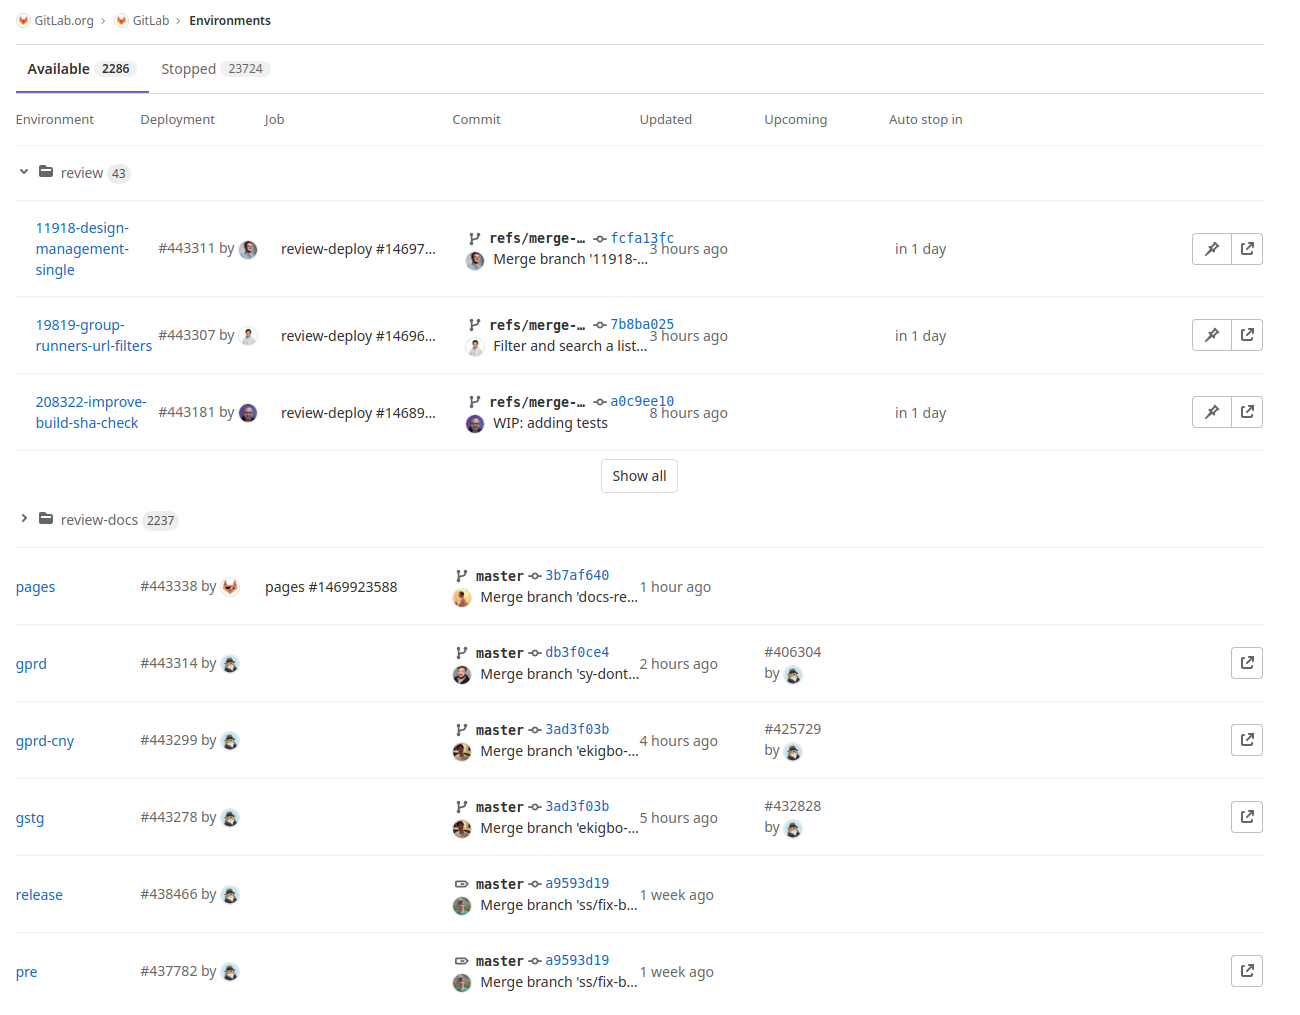 GitLab.org › GitLab › Environments
Available 2286 Stopped 23724
Environment Deployment Job Commit Updated Upcoming Auto stop in
review 43
11918-design-
management-
single
#443311 by
review-deploy #14697...
refs/merge-… fcfa13fc
Merge branch '11918-...
3 hours ago
in 1 day
19819-group-
runners-url-filters
#443307 by
review-deploy #14696...
refs/merge-… 7b8ba025
Filter and search a list...
3 hours ago
in 1 day
208322-improve-
build-sha-check
#443181 by
review-deploy #14689...
refs/merge-… a0c9ee10
WIP: adding tests
8 hours ago
in 1 day
Show all
review-docs 2237
pages
#443338 by
pages #1469923588
master 3b7af640
Merge branch 'docs-re...
1 hour ago
gprd
#443314 by
master db3f0ce4
Merge branch 'sy-dont...
2 hours ago
#406304
by
gprd-cny
#443299 by
master 3ad3f03b
Merge branch 'ekigbo-...
4 hours ago
#425729
by
gstg
#443278 by
master 3ad3f03b
Merge branch 'ekigbo-...
5 hours ago
#432828
by
release
#438466 by
master a9593d19
Merge branch 'ss/fix-b...
1 week ago
pre
#437782 by
master a9593d19
Merge branch 'ss/fix-b...
1 week ago